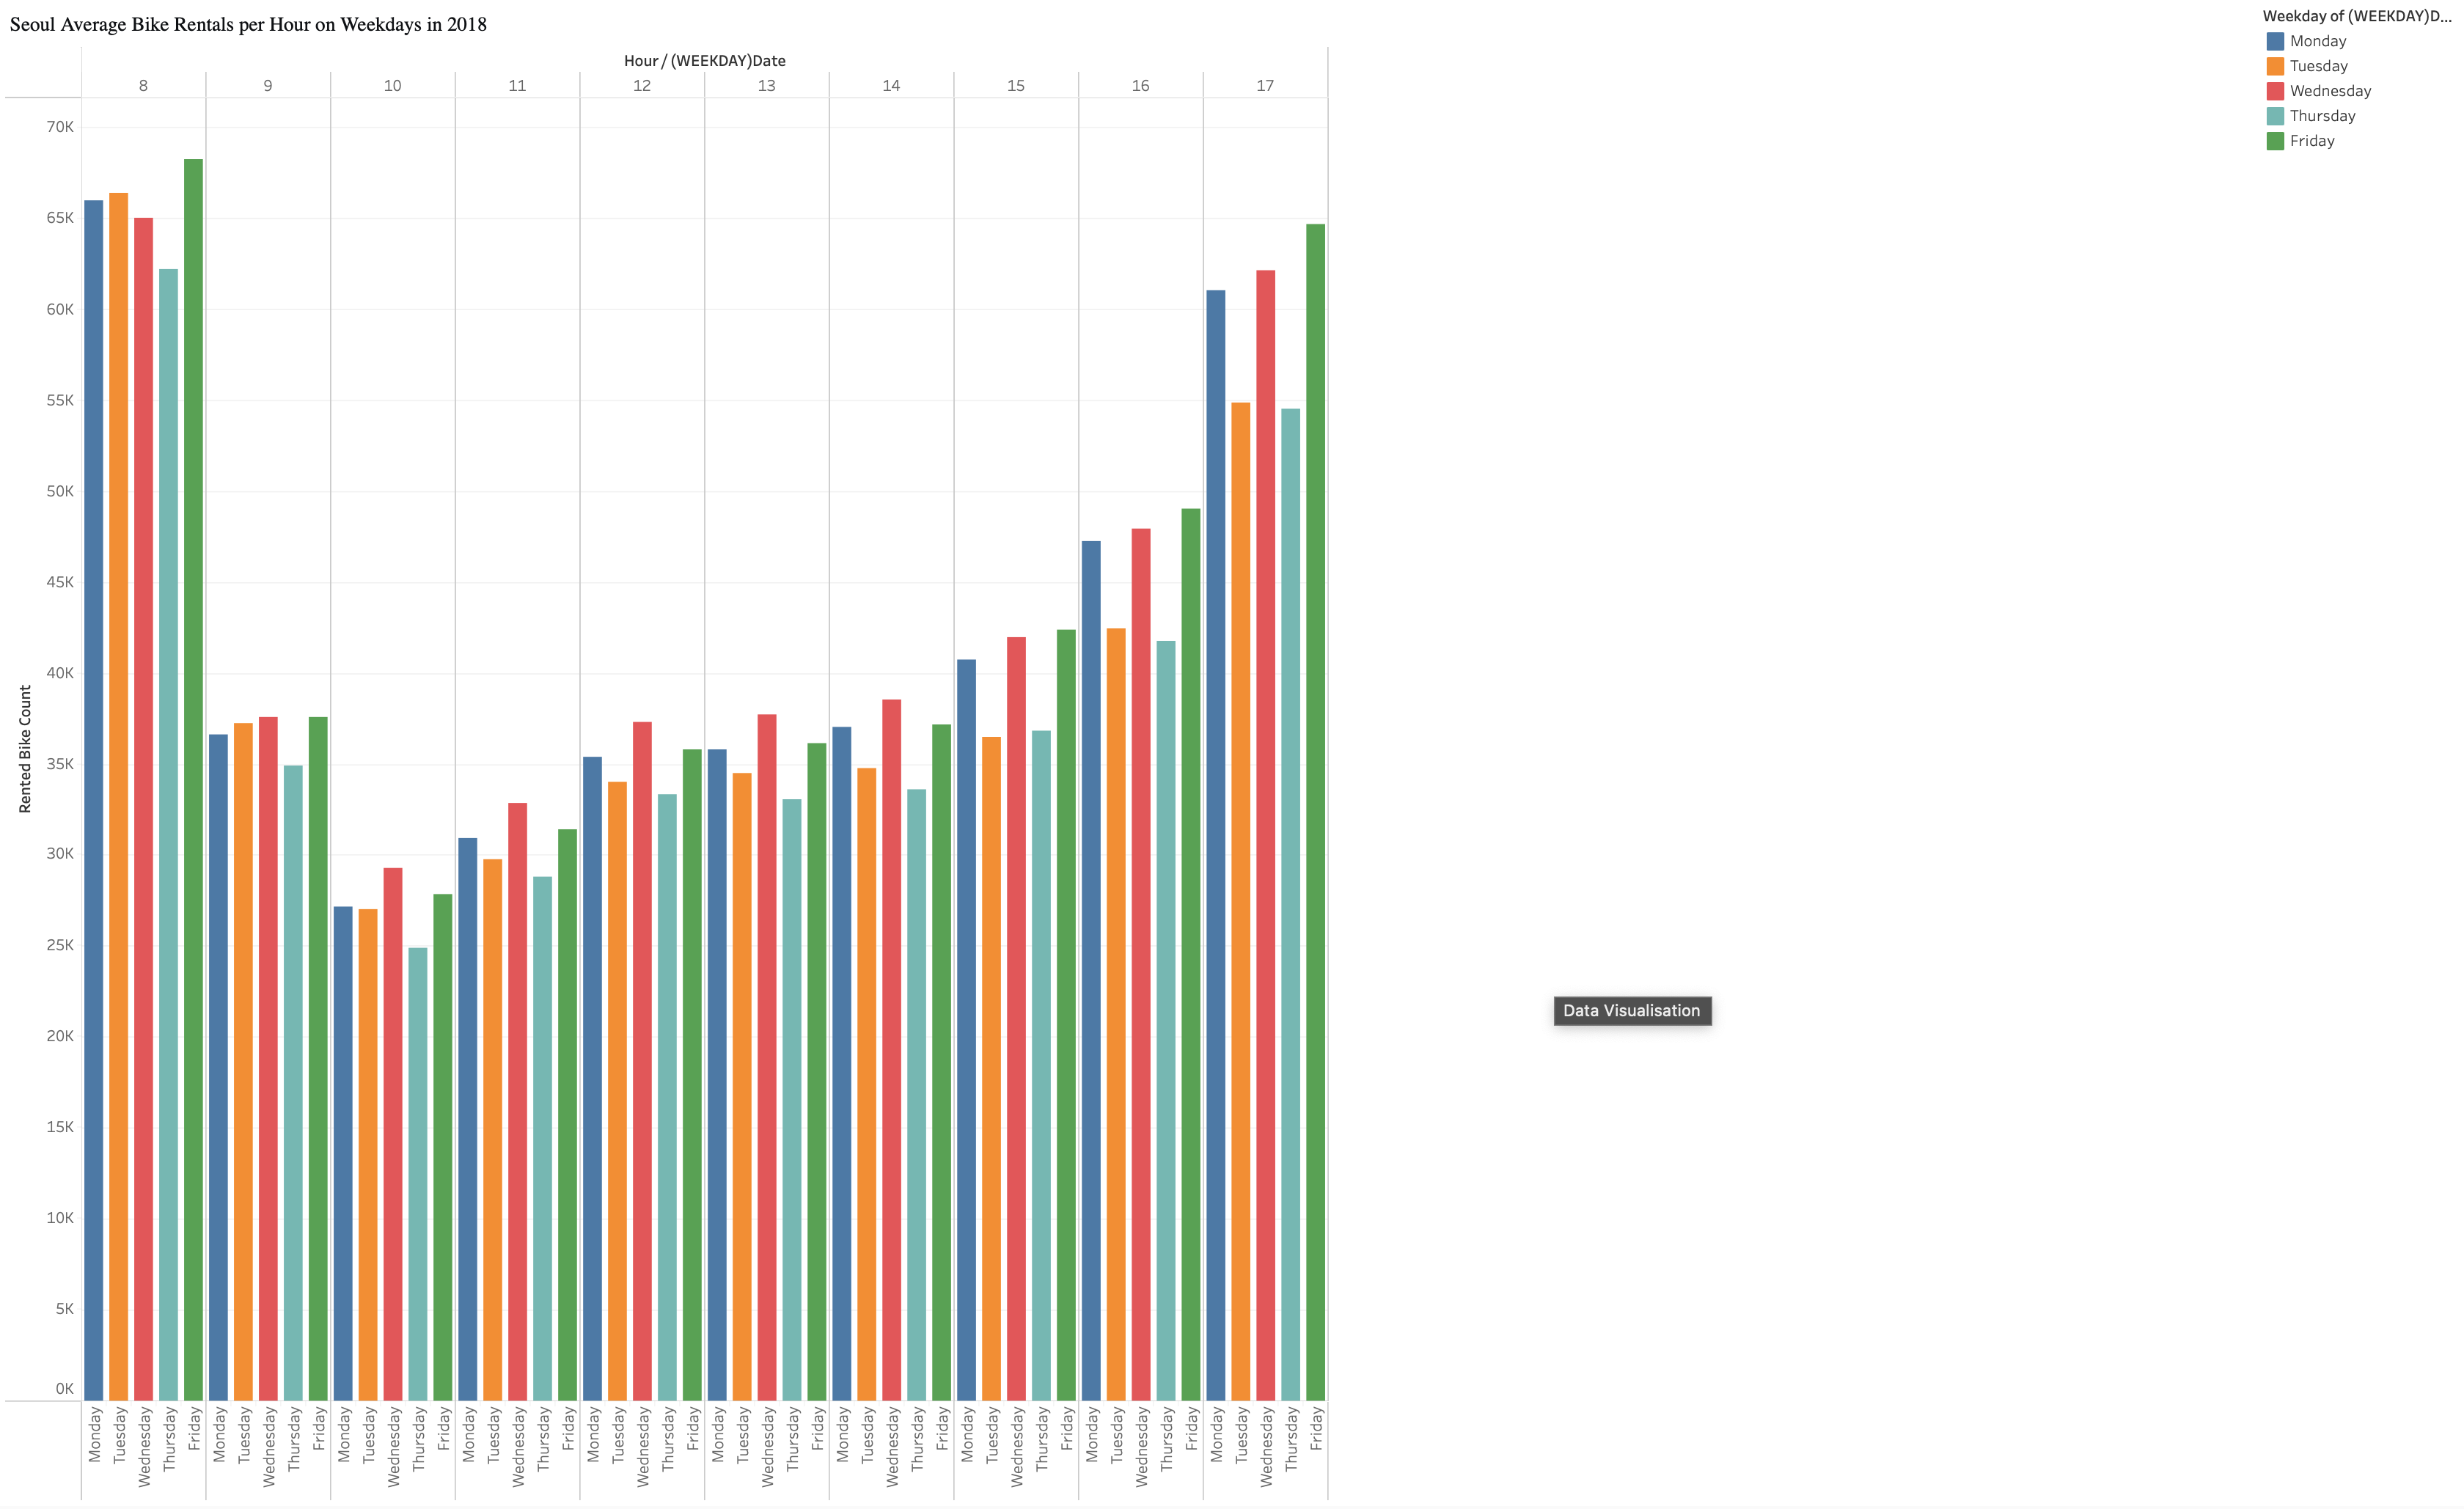 Seoul Average Bike Rentals per Hour on Weekdays in 2018
Hour / (WEEKDAY)Date
8 9 10 11 12 13 14 15 16 17
70K
65K
60K
55K
50K
45K
40K
35K
30K
25K
20K
15K
10K
5K
0K
Rented Bike Count
Monday Tuesday Wednesday Thursday Friday Monday Tuesday Wednesday Thursday Friday Monday Tuesday Wednesday Thursday Friday Monday Tuesday Wednesday Thursday Friday Monday Tuesday Wednesday Thursday Friday Monday Tuesday Wednesday Thursday Friday Monday Tuesday Wednesday Thursday Friday Monday Tuesday Wednesday Thursday Friday Monday Tuesday Wednesday Thursday Friday Monday Tuesday Wednesday Thursday Friday
Data Visualisation
Weekday of (WEEKDAY)D...
Monday
Tuesday
Wednesday
Thursday
Friday